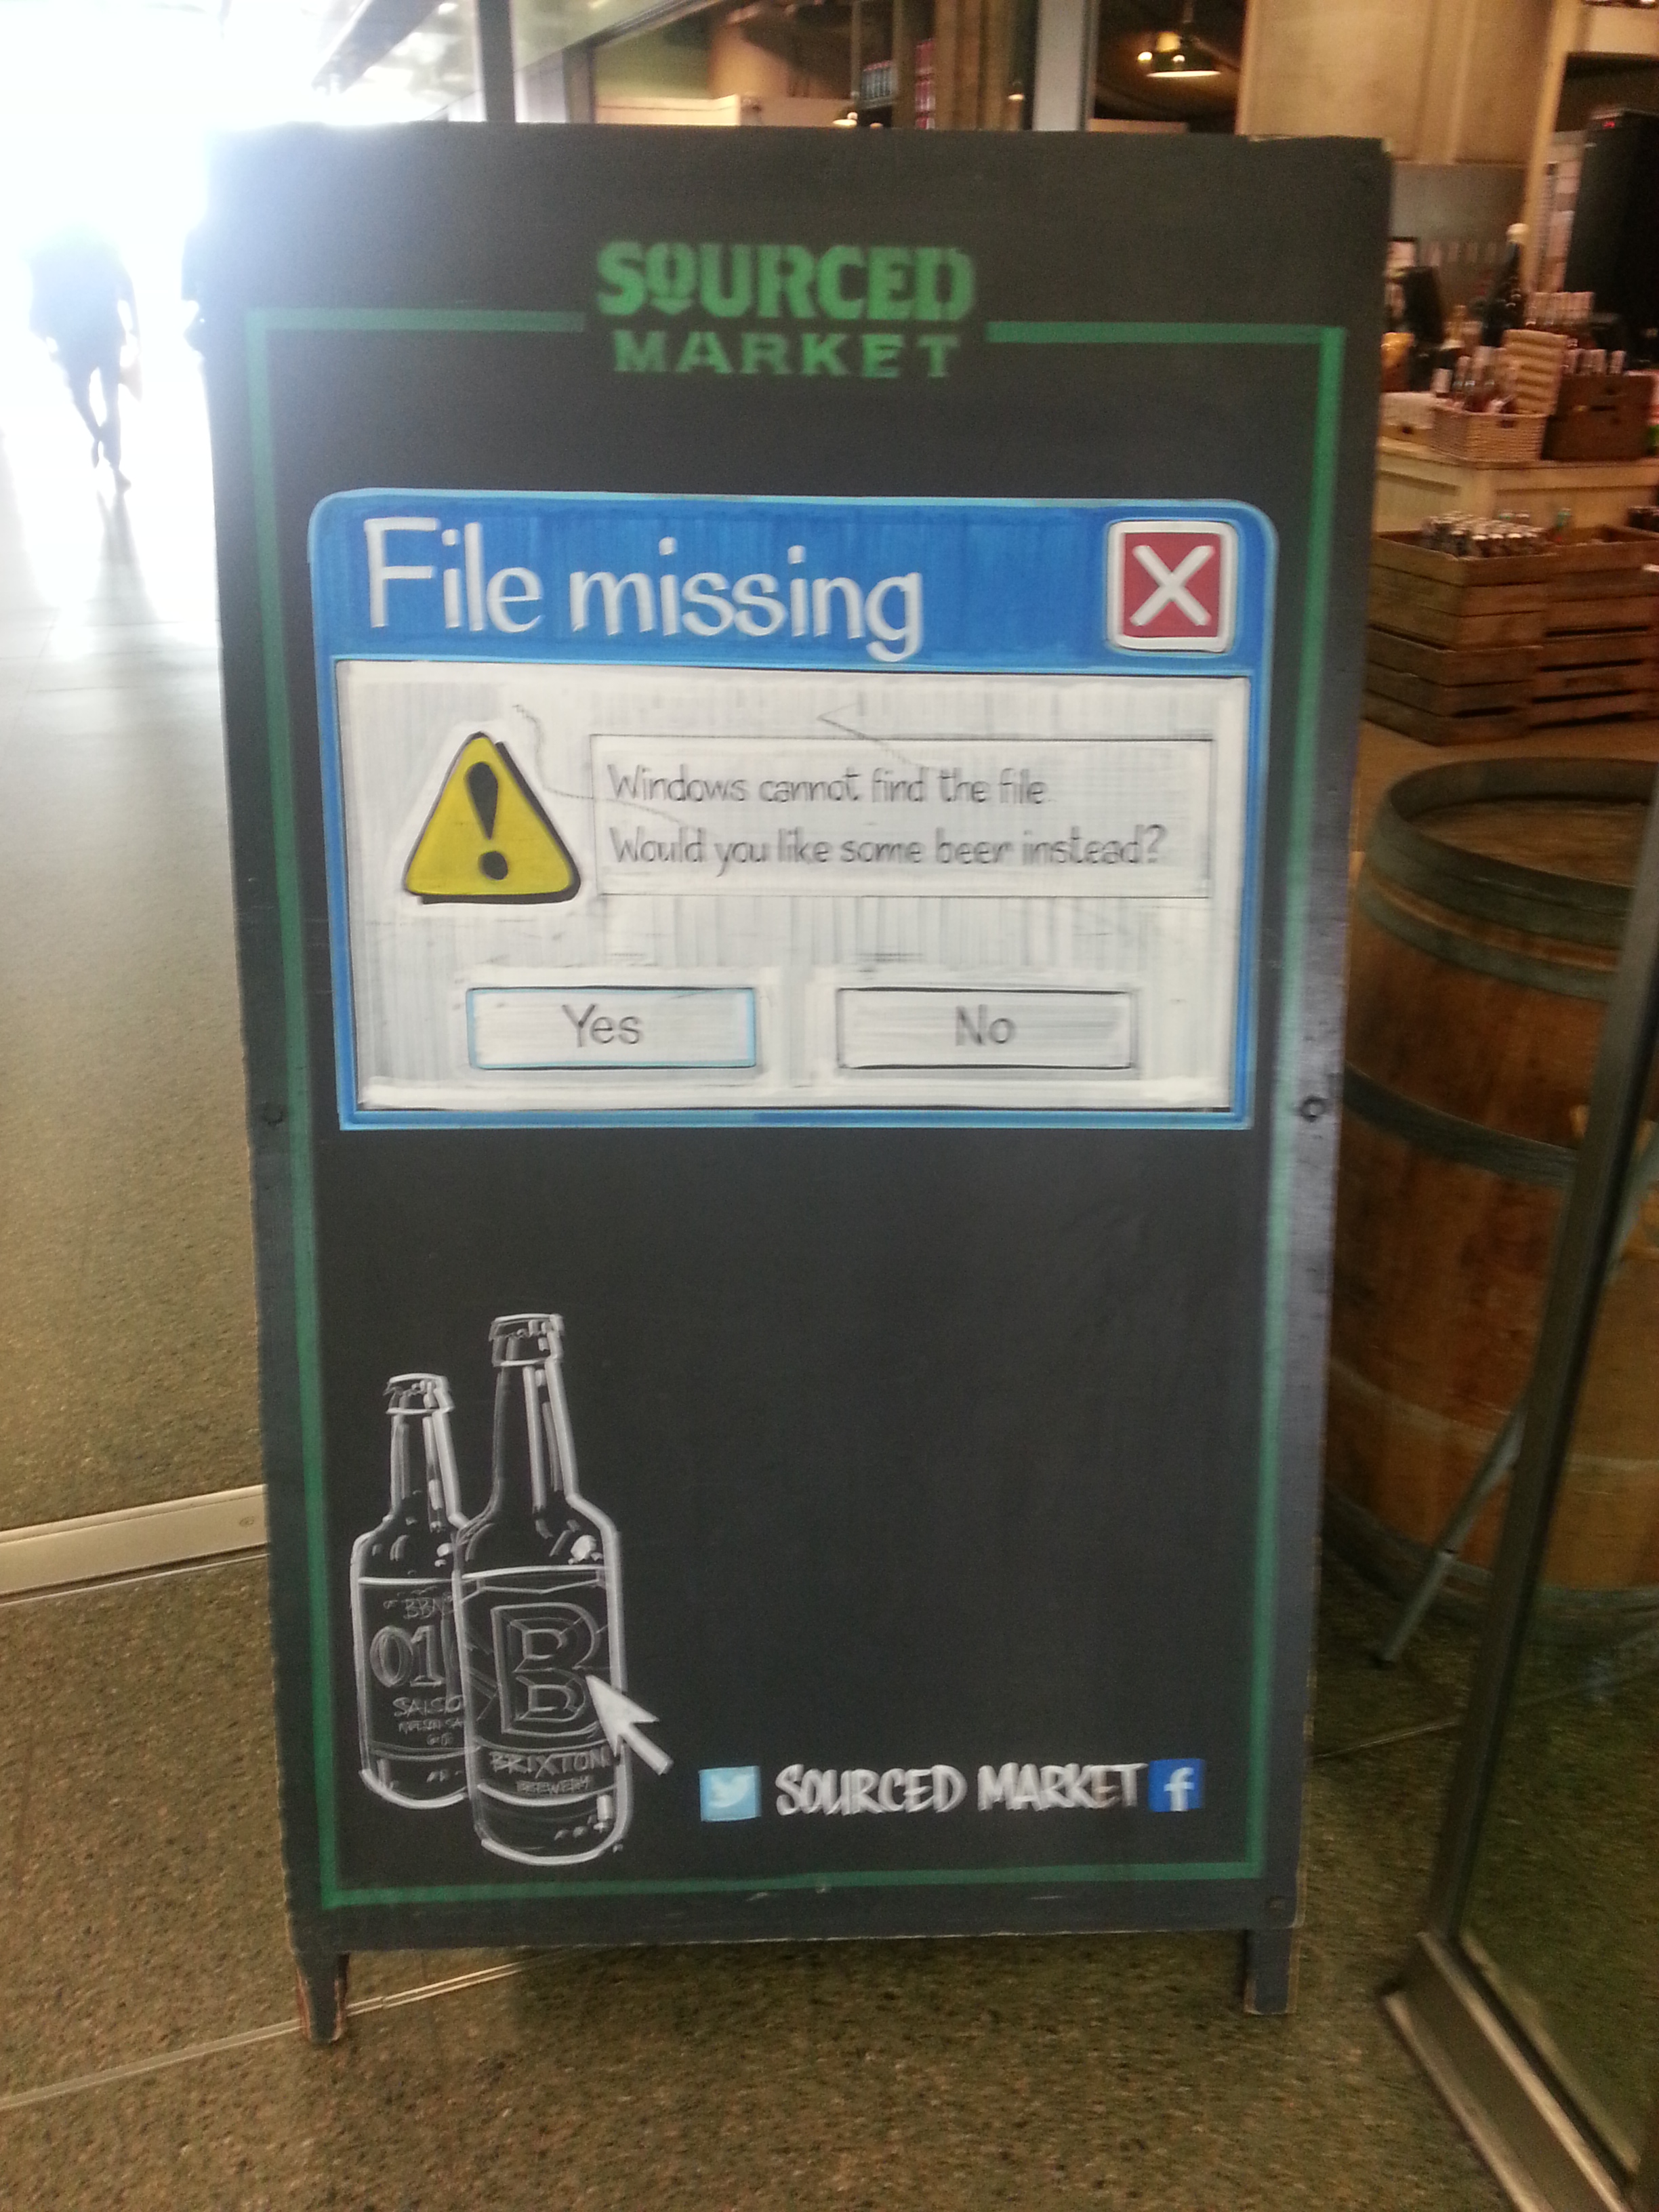 SOURCED
MARKET
File missing
X
Windows cannot find the file.
Would you like some beer instead?
Yes
No
01
B
BRIXTON
BREWERY
SOURCED MARKET f